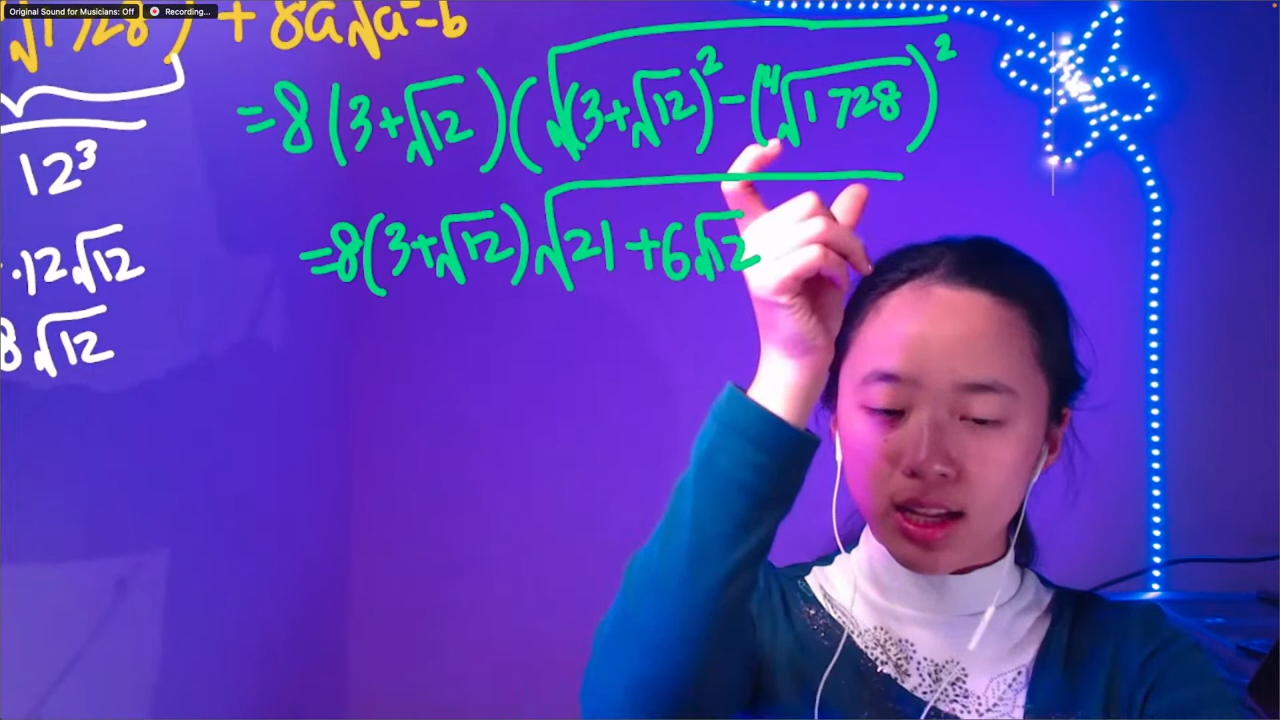 Original Sound for Musicians: Off Recording...
√1728) + 8a√a = b
= 8(3+√12)(√(3+√12)² − (⁴√1728)²
12³
= 8(3+√12)√21+6√12
·12√12
8√12